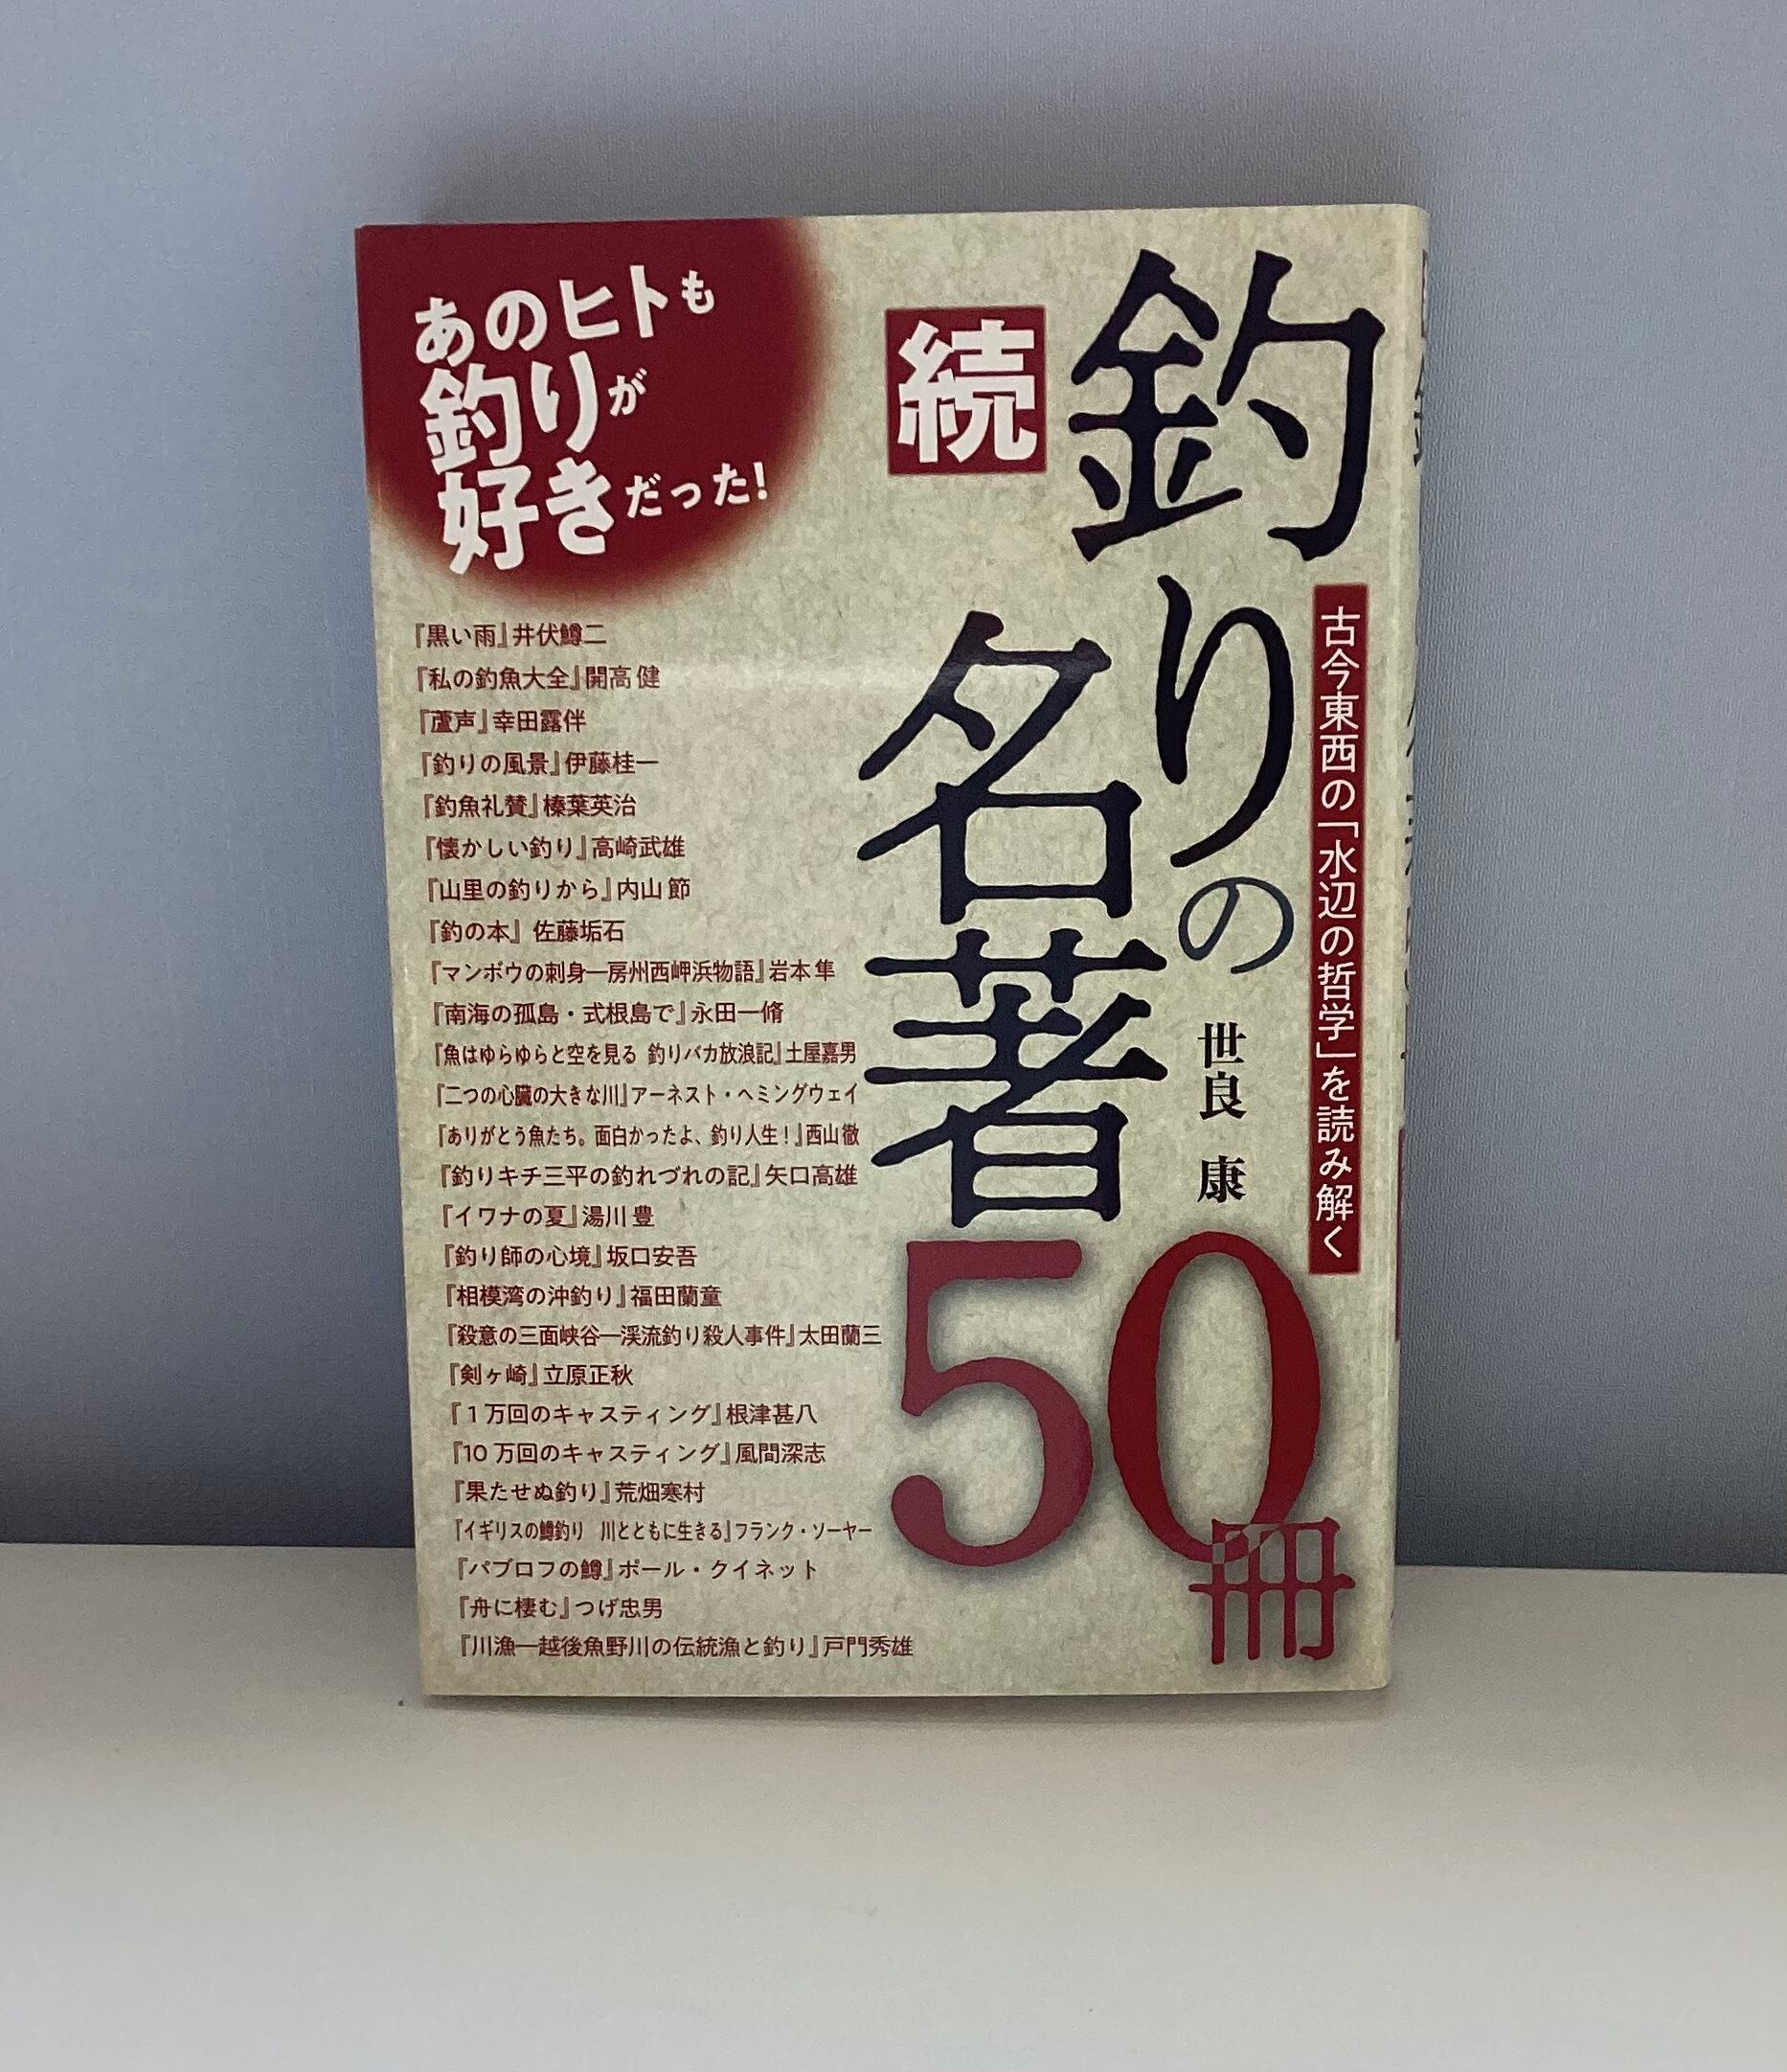 続
釣りの
名著
50冊
古今東西の「水辺の哲学」を読み解く
世良 康
あのヒトも
釣りが
好きだった!
『黒い雨』井伏鱒二
『私の釣魚大全』開高 健
『蘆声』幸田露伴
『釣りの風景』伊藤桂一
『釣魚礼賛』榛葉英治
『懐かしい釣り』高崎武雄
『山里の釣りから』内山 節
『釣の本』佐藤垢石
『マンボウの刺身―房州西岬浜物語』岩本 隼
『南海の孤島・式根島で』永田一脩
『魚はゆらゆらと空を見る 釣りバカ放浪記』土屋嘉男
『二つの心臓の大きな川』アーネスト・ヘミングウェイ
『ありがとう魚たち。面白かったよ、釣り人生!』西山 徹
『釣りキチ三平の釣れづれの記』矢口高雄
『イワナの夏』湯川 豊
『釣り師の心境』坂口安吾
『相模湾の沖釣り』福田蘭童
『殺意の三面峡谷―渓流釣り殺人事件』太田蘭三
『剣ヶ崎』立原正秋
『1万回のキャスティング』根津甚八
『10万回のキャスティング』風間深志
『果たせぬ釣り』荒畑寒村
『イギリスの鱒釣り 川とともに生きる』フランク・ソーヤー
『パブロフの鱒』ポール・クイネット
『舟に棲む』つげ忠男
『川漁―越後魚野川の伝統漁と釣り』戸門秀雄